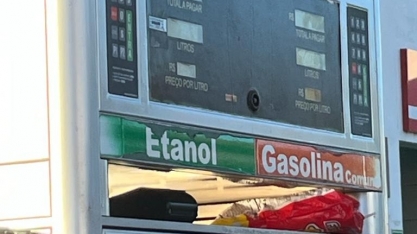 TOTAL A PAGAR
R$
TOTAL A PAGAR
LITROS
LITROS
R$
PREÇO POR LITRO
R$
PREÇO POR LITRO
Etanol
Gasolina Comum